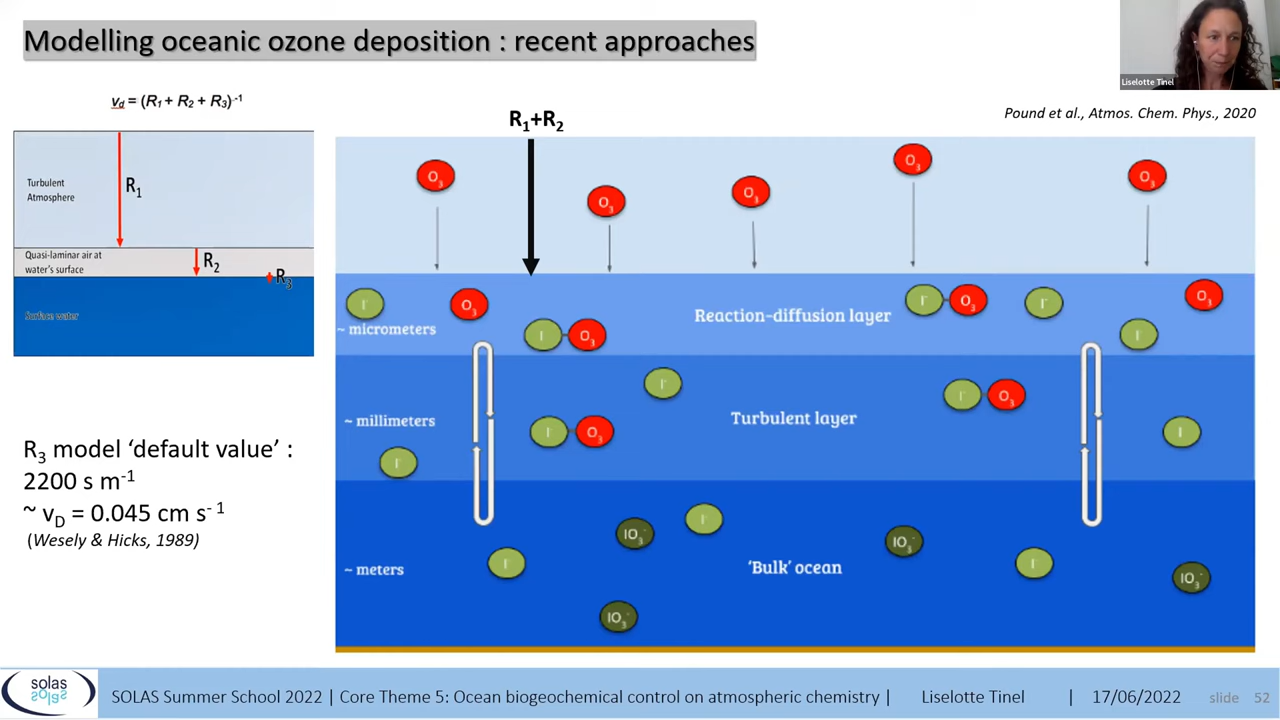 Modelling oceanic ozone deposition : recent approaches
Liselotte Tinel
v_d = (R₁ + R₂ + R₃)⁻¹
Pound et al., Atmos. Chem. Phys., 2020
Turbulent
Atmosphere
R₁
Quasi-laminar air at
water's surface
R₂
R₃
Surface water
R₃ model 'default value' :
2200 s m⁻¹
~ v_D = 0.045 cm s⁻¹
(Wesely & Hicks, 1989)
R₁+R₂
O₃
O₃
O₃
O₃
O₃
I⁻
O₃
I⁻
O₃
I⁻
O₃
~ micrometers
I⁻
O₃
Reaction-diffusion layer
I⁻
I⁻
I⁻
O₃
~ millimeters
I⁻
O₃
Turbulent layer
I
I⁻
I⁻
IO₃⁻
IO₃⁻
I⁻
~ meters
'Bulk' ocean
I⁻
IO₃⁻
IO₃⁻
solas
solas
SOLAS Summer School 2022 | Core Theme 5: Ocean biogeochemical control on atmospheric chemistry | Liselotte Tinel | 17/06/2022 slide 52